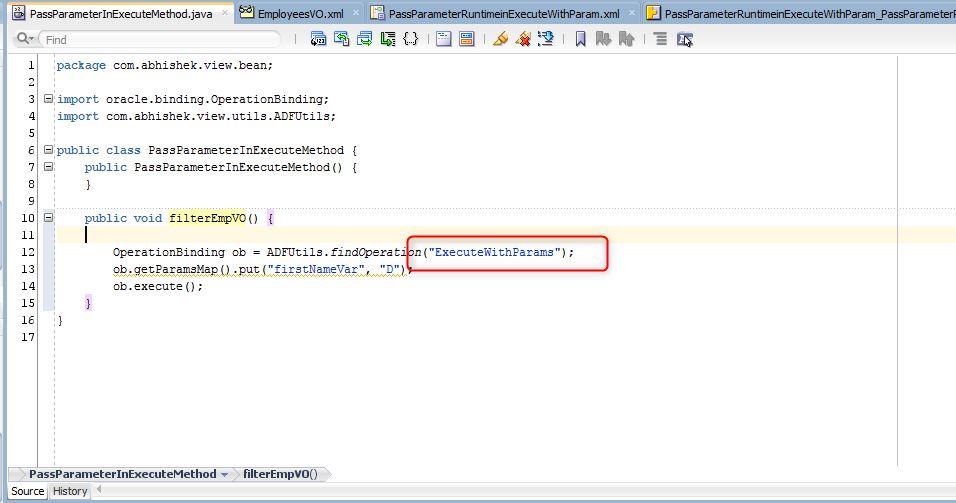 PassParameterInExecuteMethod.java EmployeesVO.xml PassParameterRuntimeinExecuteWithParam.xml PassParameterRuntimeinExecuteWithParam_PassParameterR
Find
1 package com.abhishek.view.bean;
2
3 import oracle.binding.OperationBinding;
4 import com.abhishek.view.utils.ADFUtils;
5
6 public class PassParameterInExecuteMethod {
7 public PassParameterInExecuteMethod() {
8 }
9
10 public void filterEmpVO() {
11
12 OperationBinding ob = ADFUtils.findOperation("ExecuteWithParams");
13 ob.getParamsMap().put("firstNameVar", "D");
14 ob.execute();
15 }
16 }
17
PassParameterInExecuteMethod filterEmpVO()
Source History